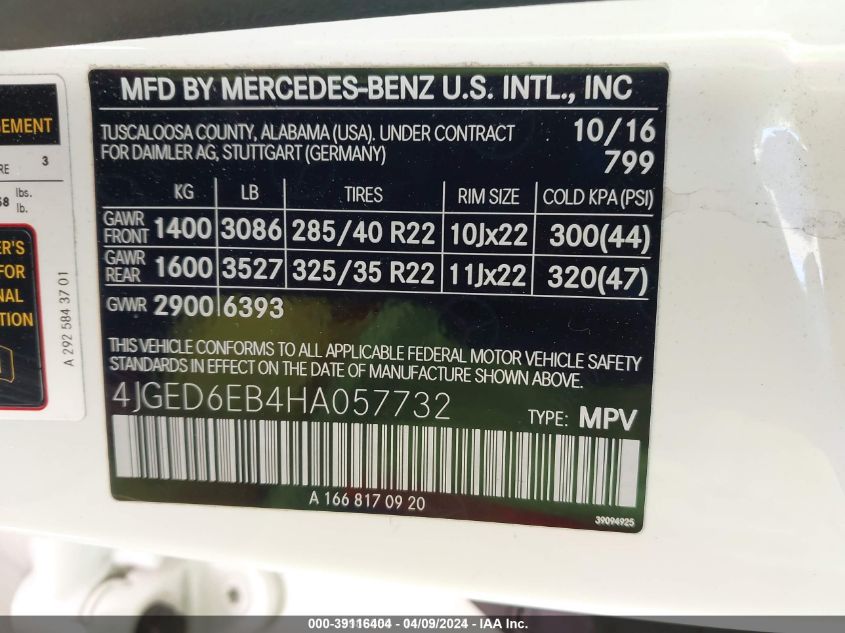 EMENT
RE 3
68 lbs.
lb.
ER'S
FOR
NAL
TION
A 292 584 37 01
MFD BY MERCEDES-BENZ U.S. INTL., INC
TUSCALOOSA COUNTY, ALABAMA (USA). UNDER CONTRACT 10/16
FOR DAIMLER AG, STUTTGART (GERMANY) 799
KG LB TIRES RIM SIZE COLD KPA (PSI)
GAWR FRONT 1400 3086 285/40 R22 10Jx22 300(44)
GAWR REAR 1600 3527 325/35 R22 11Jx22 320(47)
GVWR 2900 6393
THIS VEHICLE CONFORMS TO ALL APPLICABLE FEDERAL MOTOR VEHICLE SAFETY
STANDARDS IN EFFECT ON THE DATE OF MANUFACTURE SHOWN ABOVE.
4JGED6EB4HA057732 TYPE: MPV
A 166 817 09 20
39094925
000-39116404 - 04/09/2024 - IAA Inc.